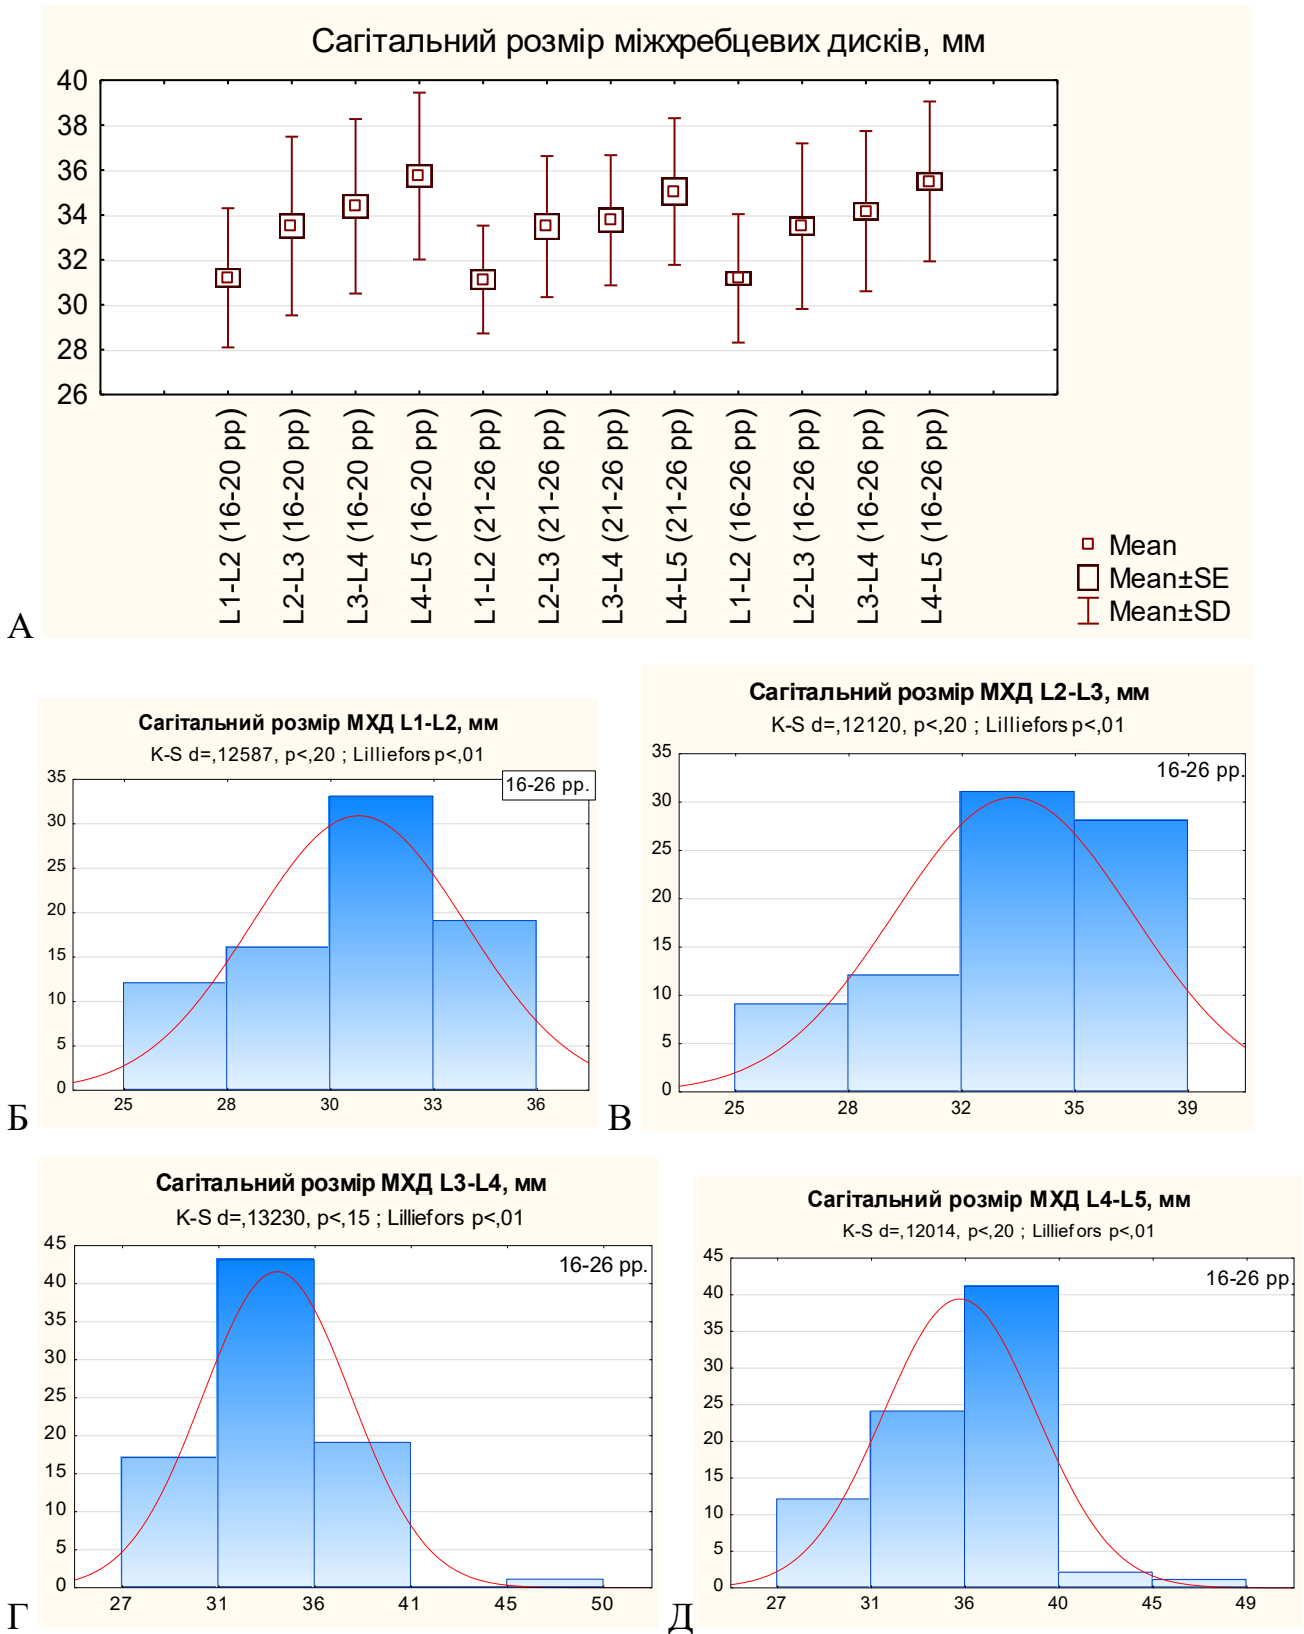 Сагітальний розмір міжхребцевих дисків, мм
40
38
36
34
32
30
28
26
L1-L2 (16-20 рр)
L2-L3 (16-20 рр)
L3-L4 (16-20 рр)
L4-L5 (16-20 рр)
L1-L2 (21-26 рр)
L2-L3 (21-26 рр)
L3-L4 (21-26 рр)
L4-L5 (21-26 рр)
L1-L2 (16-26 рр)
L2-L3 (16-26 рр)
L3-L4 (16-26 рр)
L4-L5 (16-26 рр)
Mean
Mean±SE
Mean±SD
А
Сагітальний розмір МХД L1-L2, мм
K-S d=,12587, p<,20 ; Lilliefors p<,01
16-26 рр.
35
30
25
20
15
10
5
0
25 28 30 33 36
Б
Сагітальний розмір МХД L2-L3, мм
K-S d=,12120, p<,20 ; Lilliefors p<,01
16-26 рр.
35
30
25
20
15
10
5
0
25 28 32 35 39
В
Сагітальний розмір МХД L3-L4, мм
K-S d=,13230, p<,15 ; Lilliefors p<,01
16-26 рр.
45
40
35
30
25
20
15
10
5
0
27 31 36 41 45 50
Г
Сагітальний розмір МХД L4-L5, мм
K-S d=,12014, p<,20 ; Lilliefors p<,01
16-26 рр.
45
40
35
30
25
20
15
10
5
0
27 31 36 40 45 49
Д